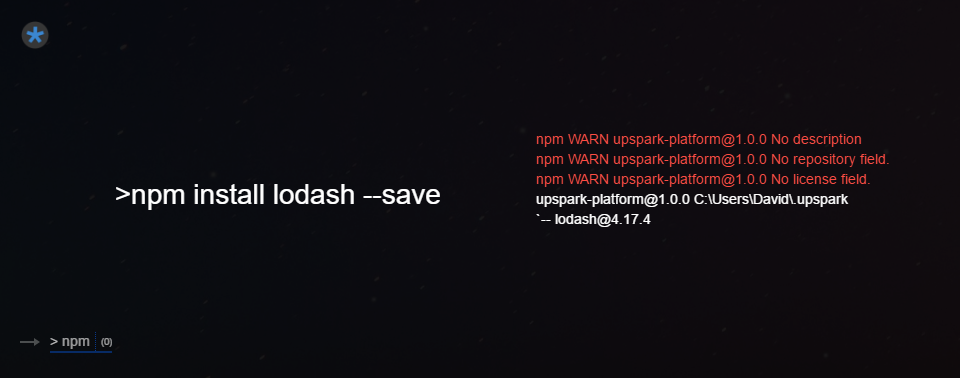 >npm install lodash --save
npm WARN upspark-platform@1.0.0 No description
npm WARN upspark-platform@1.0.0 No repository field.
npm WARN upspark-platform@1.0.0 No license field.
upspark-platform@1.0.0 C:\Users\David\.upspark
`-- lodash@4.17.4
> npm (0)